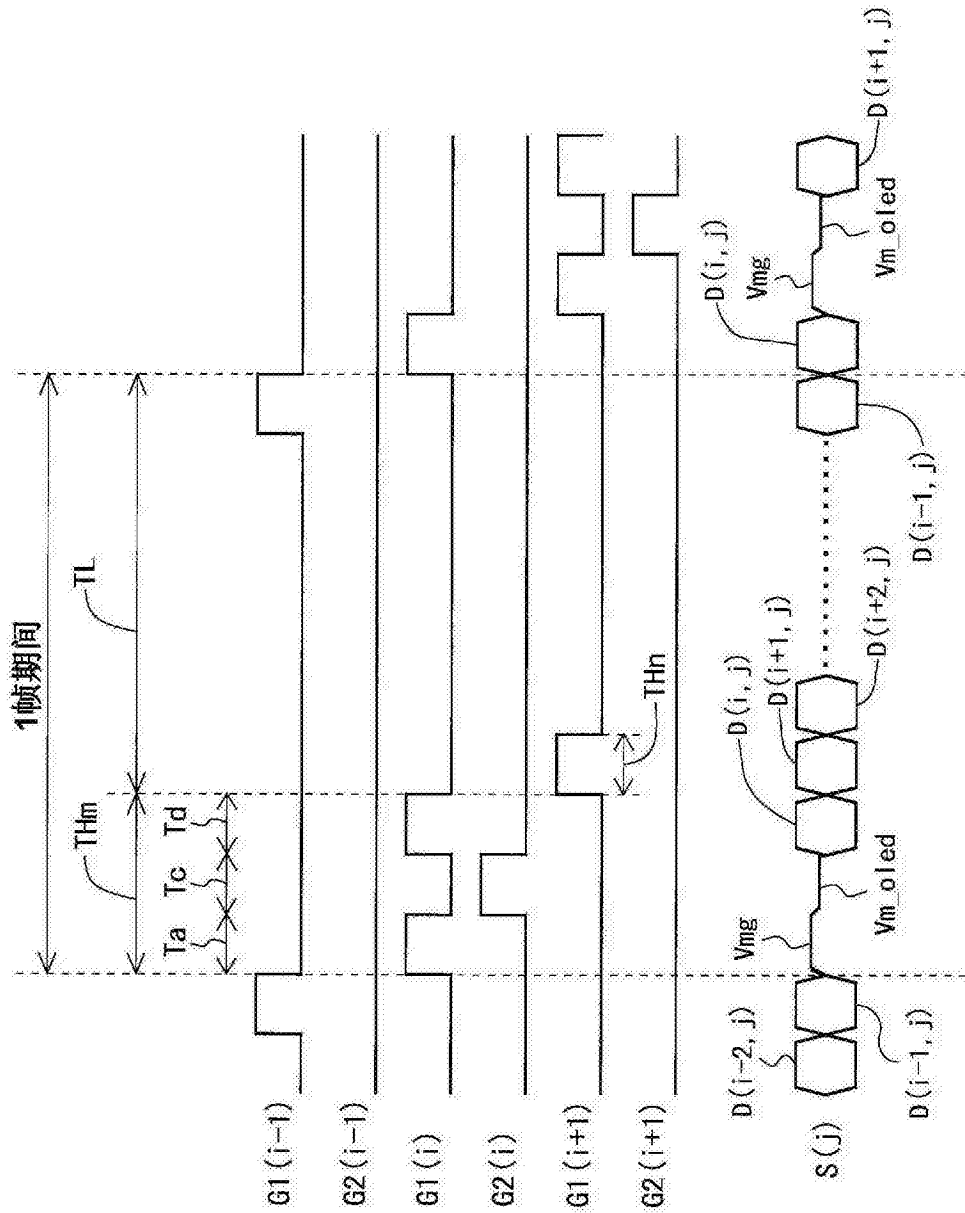 1帧期间
THm
TL
Ta
Tc
Td
G1(i-1)
G2(i-1)
G1(i)
G2(i)
G1(i+1)
THn
G2(i+1)
D(i-2, j)
Vmg
D(i, j)
D(i+1, j)
D(i, j)
Vmg
S(j)
D(i-1, j)
Vm_oled
D(i+2, j)
D(i-1, j)
Vm_oled
D(i+1, j)